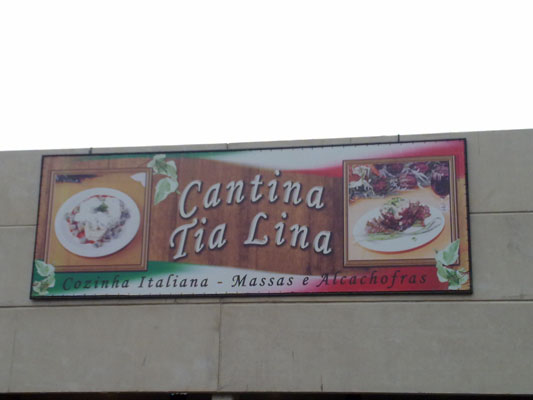 Cantina
Tia Lina
Cozinha Italiana - Massas e Alcachofras